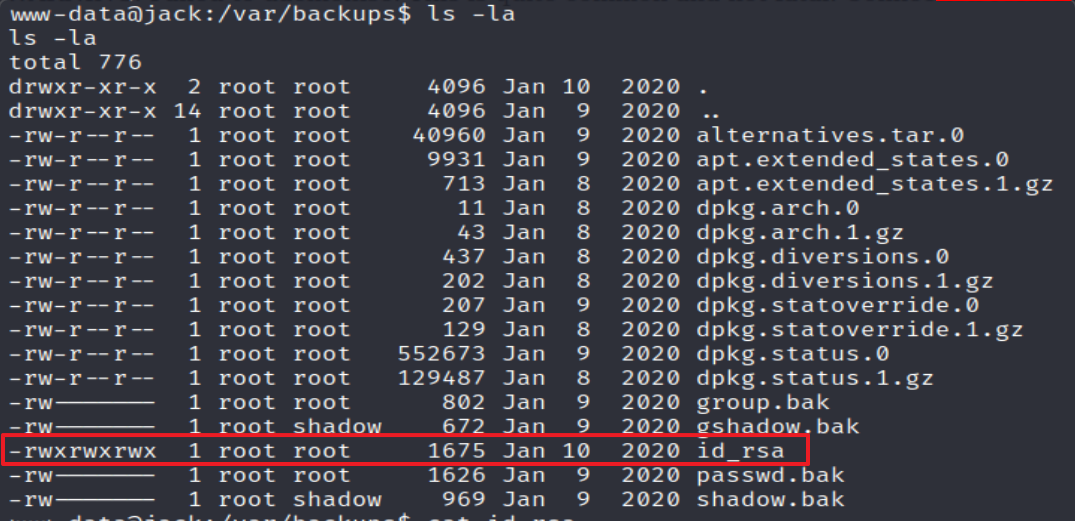 www-data@jack:/var/backups$ ls -la
ls -la
total 776
drwxr-xr-x  2 root root     4096 Jan 10  2020 .
drwxr-xr-x 14 root root     4096 Jan  9  2020 ..
-rw-r--r--  1 root root    40960 Jan  9  2020 alternatives.tar.0
-rw-r--r--  1 root root     9931 Jan  9  2020 apt.extended_states.0
-rw-r--r--  1 root root      713 Jan  8  2020 apt.extended_states.1.gz
-rw-r--r--  1 root root       11 Jan  8  2020 dpkg.arch.0
-rw-r--r--  1 root root       43 Jan  8  2020 dpkg.arch.1.gz
-rw-r--r--  1 root root      437 Jan  8  2020 dpkg.diversions.0
-rw-r--r--  1 root root      202 Jan  8  2020 dpkg.diversions.1.gz
-rw-r--r--  1 root root      207 Jan  9  2020 dpkg.statoverride.0
-rw-r--r--  1 root root      129 Jan  8  2020 dpkg.statoverride.1.gz
-rw-r--r--  1 root root   552673 Jan  9  2020 dpkg.status.0
-rw-r--r--  1 root root   129487 Jan  8  2020 dpkg.status.1.gz
-rw-------  1 root root      802 Jan  9  2020 group.bak
-rw-------  1 root shadow    672 Jan  9  2020 gshadow.bak
-rwxrwxrwx  1 root root     1675 Jan 10  2020 id_rsa
-rw-------  1 root root     1626 Jan  9  2020 passwd.bak
-rw-------  1 root shadow    969 Jan  9  2020 shadow.bak
www-data@jack:/var/backups$ cat id_rsa